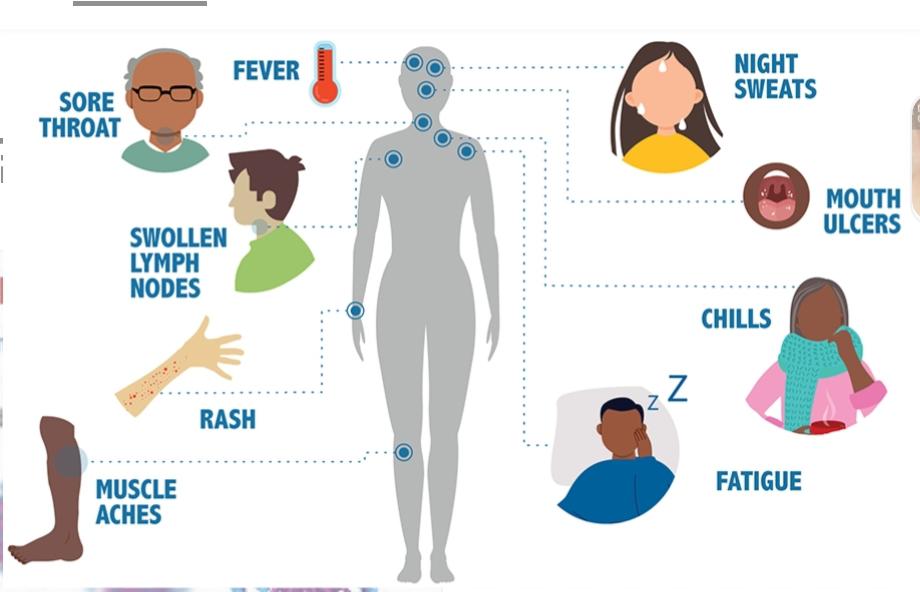 FEVER
NIGHT
SWEATS
SORE
THROAT
MOUTH
ULCERS
SWOLLEN
LYMPH
NODES
CHILLS
RASH
Z Z
FATIGUE
MUSCLE
ACHES